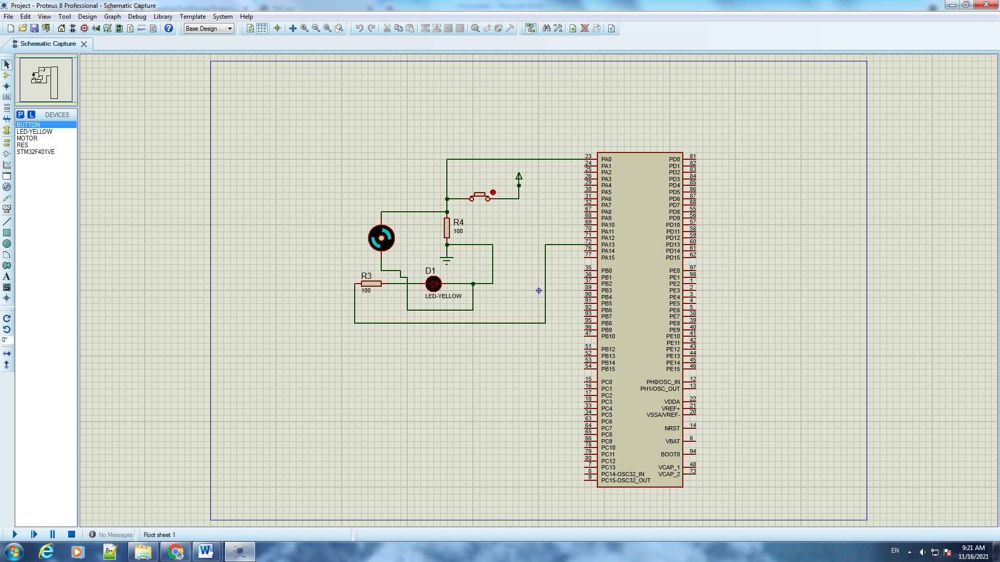 Project - Proteus 8 Professional - Schematic Capture
File Edit View Tool Design Graph Debug Library Template System Help
Base Design
Schematic Capture
LBL
P L DEVICES
BUTTON
LED-YELLOW
MOTOR
RES
STM32F401VE
A
S
0°
R4
100
R3
100
D1
LED-YELLOW
23 PA0 PD0 81
24 PA1 PD1 82
25 PA2 PD2 83
26 PA3 PD3 84
29 PA4 PD4 85
30 PA5 PD5 86
31 PA6 PD6 87
32 PA7 PD7 88
67 PA8 PD8 55
68 PA9 PD9 56
69 PA10 PD10 57
70 PA11 PD11 58
71 PA12 PD12 59
72 PA13 PD13 60
76 PA14 PD14 61
77 PA15 PD15 62
35 PB0 PE0 97
36 PB1 PE1 98
37 PB2 PE2 1
89 PB3 PE3 2
90 PB4 PE4 3
91 PB5 PE5 4
92 PB6 PE6 5
93 PB7 PE7 38
95 PB8 PE8 39
96 PB9 PE9 40
47 PB10 PE10 41
PE11 42
51 PB12 PE12 43
52 PB13 PE13 44
53 PB14 PE14 45
54 PB15 PE15 46
15 PC0 PH0/OSC_IN 12
16 PC1 PH1/OSC_OUT 13
17 PC2
18 PC3 VDDA 22
33 PC4 VREF+ 21
34 PC5 VSSA/VREF- 20
63 PC6
64 PC7 NRST 14
65 PC8
66 PC9 VBAT 6
78 PC10
79 PC11 BOOT0 94
80 PC12
7 PC13 VCAP_1 48
8 PC14-OSC32_IN VCAP_2 73
9 PC15-OSC32_OUT
No Messages Root sheet 1
EN
9:21 AM
11/16/2021